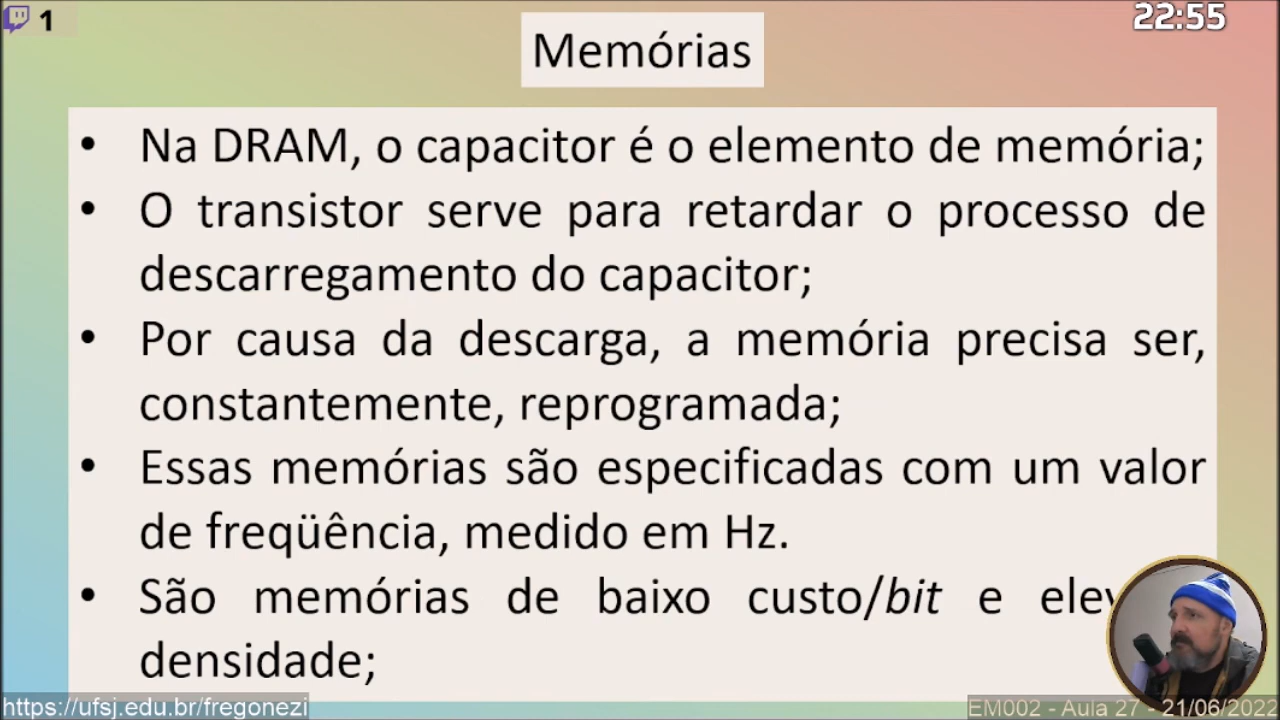 1
22:55
Memórias
• Na DRAM, o capacitor é o elemento de memória;
• O transistor serve para retardar o processo de
descarregamento do capacitor;
• Por causa da descarga, a memória precisa ser,
constantemente, reprogramada;
• Essas memórias são especificadas com um valor
de freqüência, medido em Hz.
• São memórias de baixo custo/bit e
densidade;
https://ufsj.edu.br/fregonezi
EM002 - Aula 27 - 21/06/2022